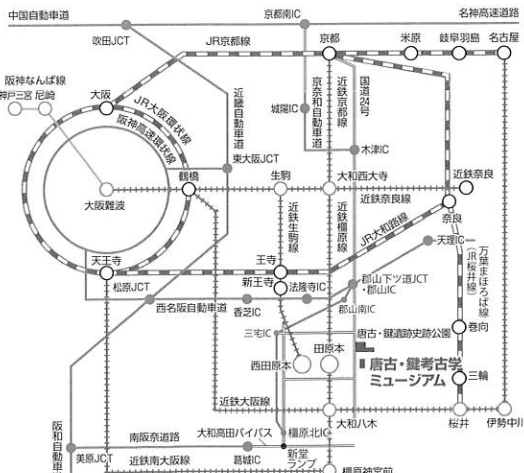 中国自動車道
京都南IC
名神高速道路
吹田JCT
JR京都線
京都
米原
岐阜羽島
名古屋
阪神なんば線
神戸三宮 尼崎
大阪
JR大阪環状線
阪神高速環状線
近畿自動車道
城陽IC
京奈和自動車道
近鉄京都線
国道24号
木津IC
東大阪JCT
鶴橋
生駒
大和西大寺
近鉄奈良
近鉄奈良線
大阪難波
奈良
近鉄生駒線
近鉄橿原線
JR大和路線
天理IC
万葉まほろば線
(JR桜井線)
天王寺
王寺
新王寺
松原JCT
法隆寺IC
郡山下ツ道JCT
・郡山IC
西名阪自動車道
香芝IC
郡山南IC
三宅IC
唐古・鍵遺跡史跡公園
巻向
田原本
西田原本
唐古・鍵考古学
ミュージアム
三輪
近鉄大阪線
大和八木
桜井
伊勢中川
阪和自動車道
南阪奈道路
大和高田バイパス
橿原北IC
美原JCT
近鉄南大阪線
葛城IC
新堂
ランプ
橿原神宮前